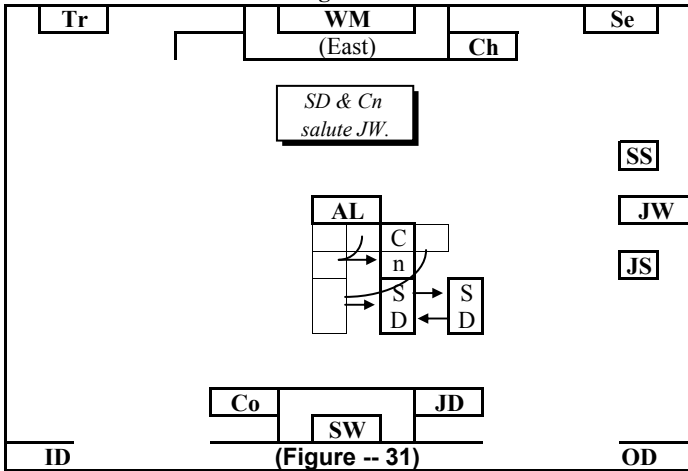 Tr WM Se
(East) Ch
SD & Cn
salute JW.
SS
AL JW
C
n JS
S S
D D
Co JD
SW
ID (Figure -- 31) OD